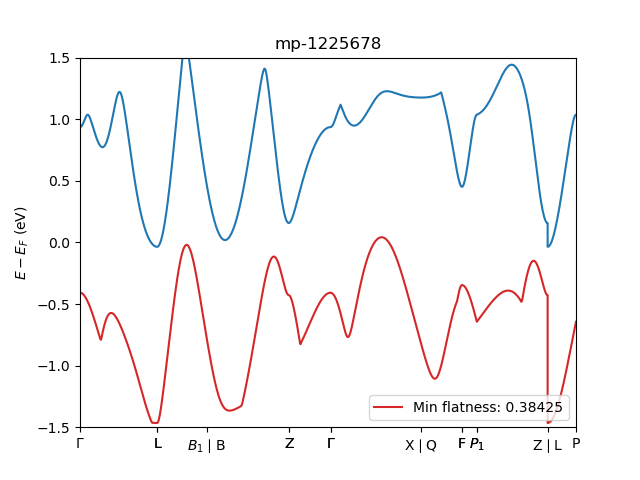 mp-1225678
1.5
1.0
0.5
0.0
−0.5
−1.0
−1.5
E − E_F (eV)
Min flatness: 0.38425
Γ L B₁ | B Z Γ X | Q F P₁ Z | L P